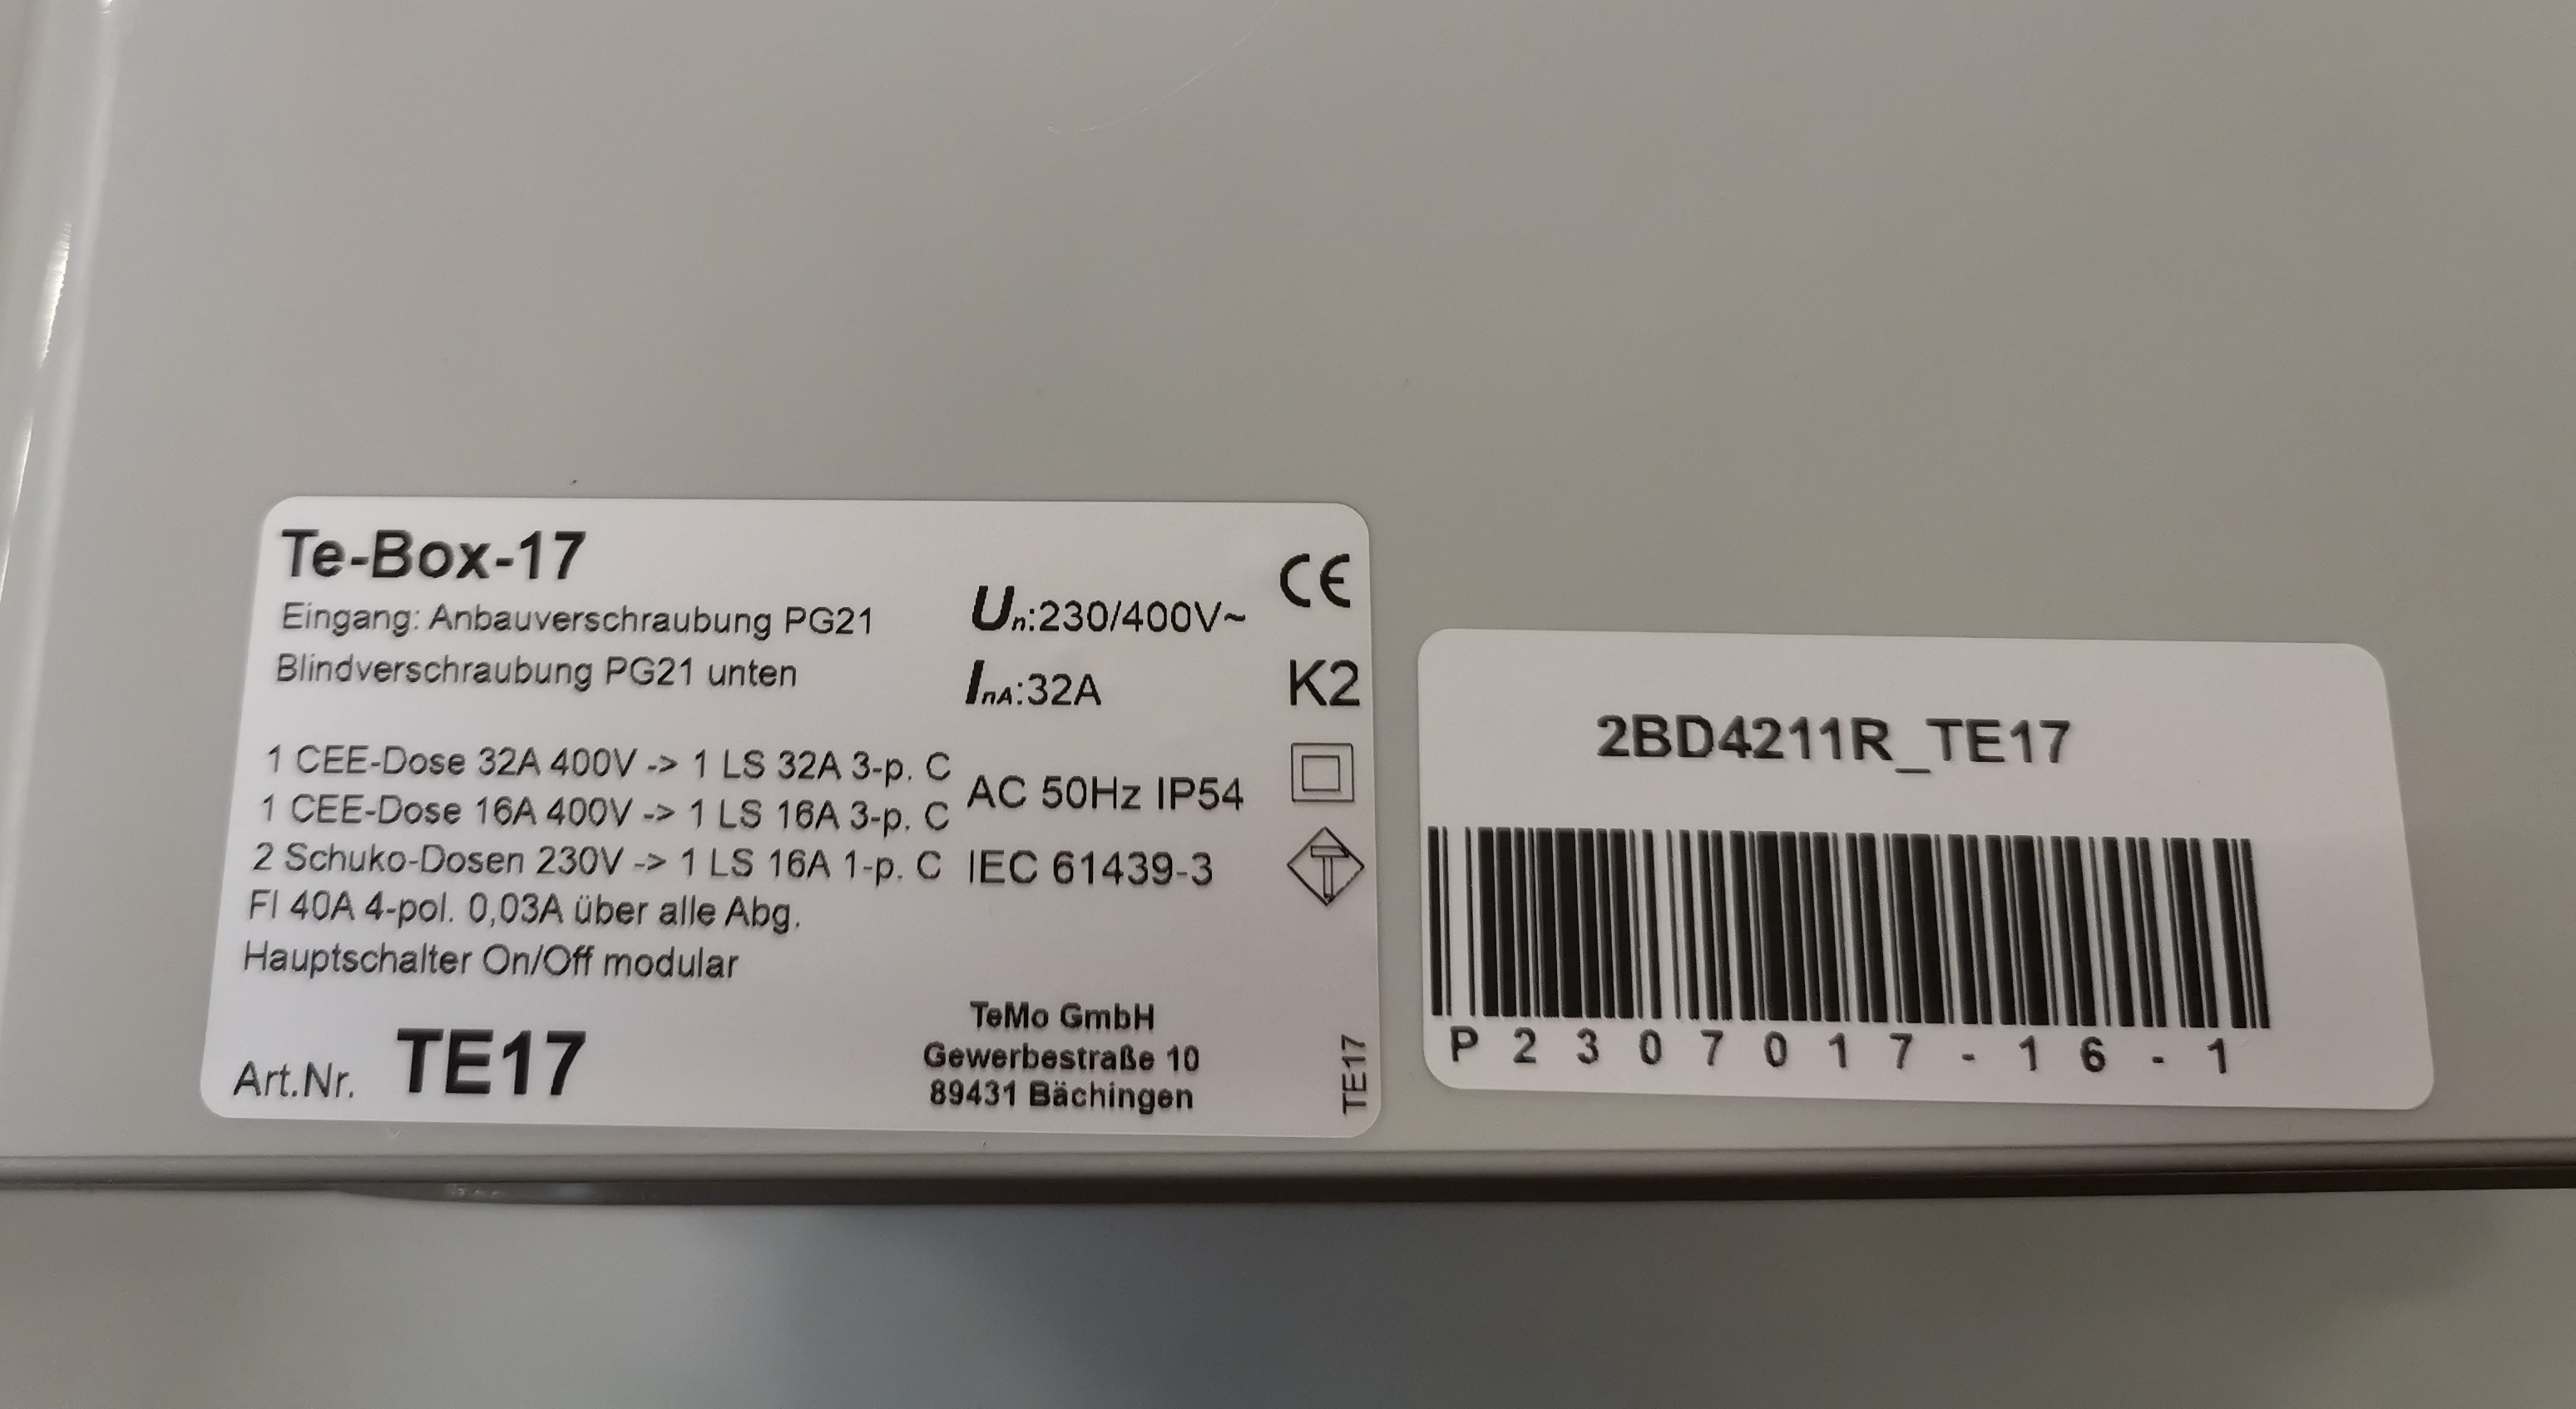 Te-Box-17
Eingang: Anbauverschraubung PG21
Blindverschraubung PG21 unten
1 CEE-Dose 32A 400V -> 1 LS 32A 3-p. C
1 CEE-Dose 16A 400V -> 1 LS 16A 3-p. C
2 Schuko-Dosen 230V -> 1 LS 16A 1-p. C
FI 40A 4-pol. 0,03A über alle Abg.
Hauptschalter On/Off modular
Art.Nr. TE17
Un:230/400V~
InA:32A
AC 50Hz IP54
IEC 61439-3
TeMo GmbH
Gewerbestraße 10
89431 Bächingen
CE
K2
T
TE17
2BD4211R_TE17
P2307017-16-1